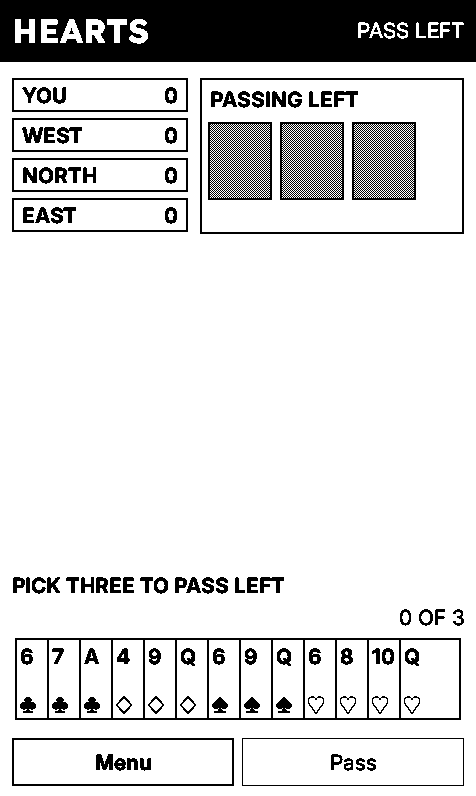 HEARTS
PASS LEFT
YOU 0
WEST 0
NORTH 0
EAST 0
PASSING LEFT
PICK THREE TO PASS LEFT
0 OF 3
6 7 A 4 9 Q 6 9 Q 6 8 10 Q
♣ ♣ ♣ ♢ ♢ ♢ ♠ ♠ ♠ ♡ ♡ ♡ ♡
Menu
Pass